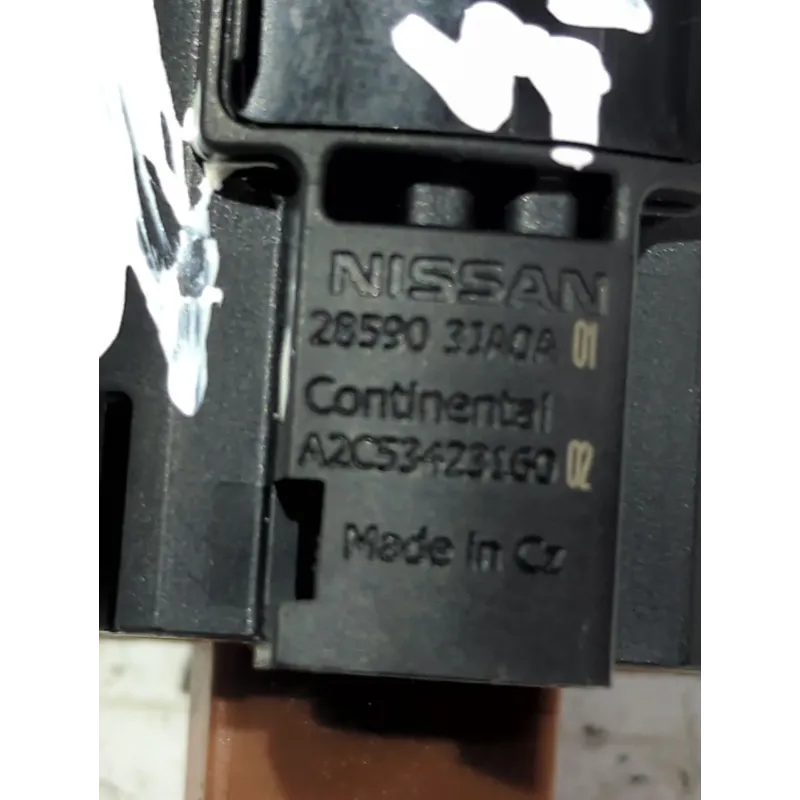 NISSAN
28590 3JA0A 01
Continental
A2C53423160 02
Made in Cz